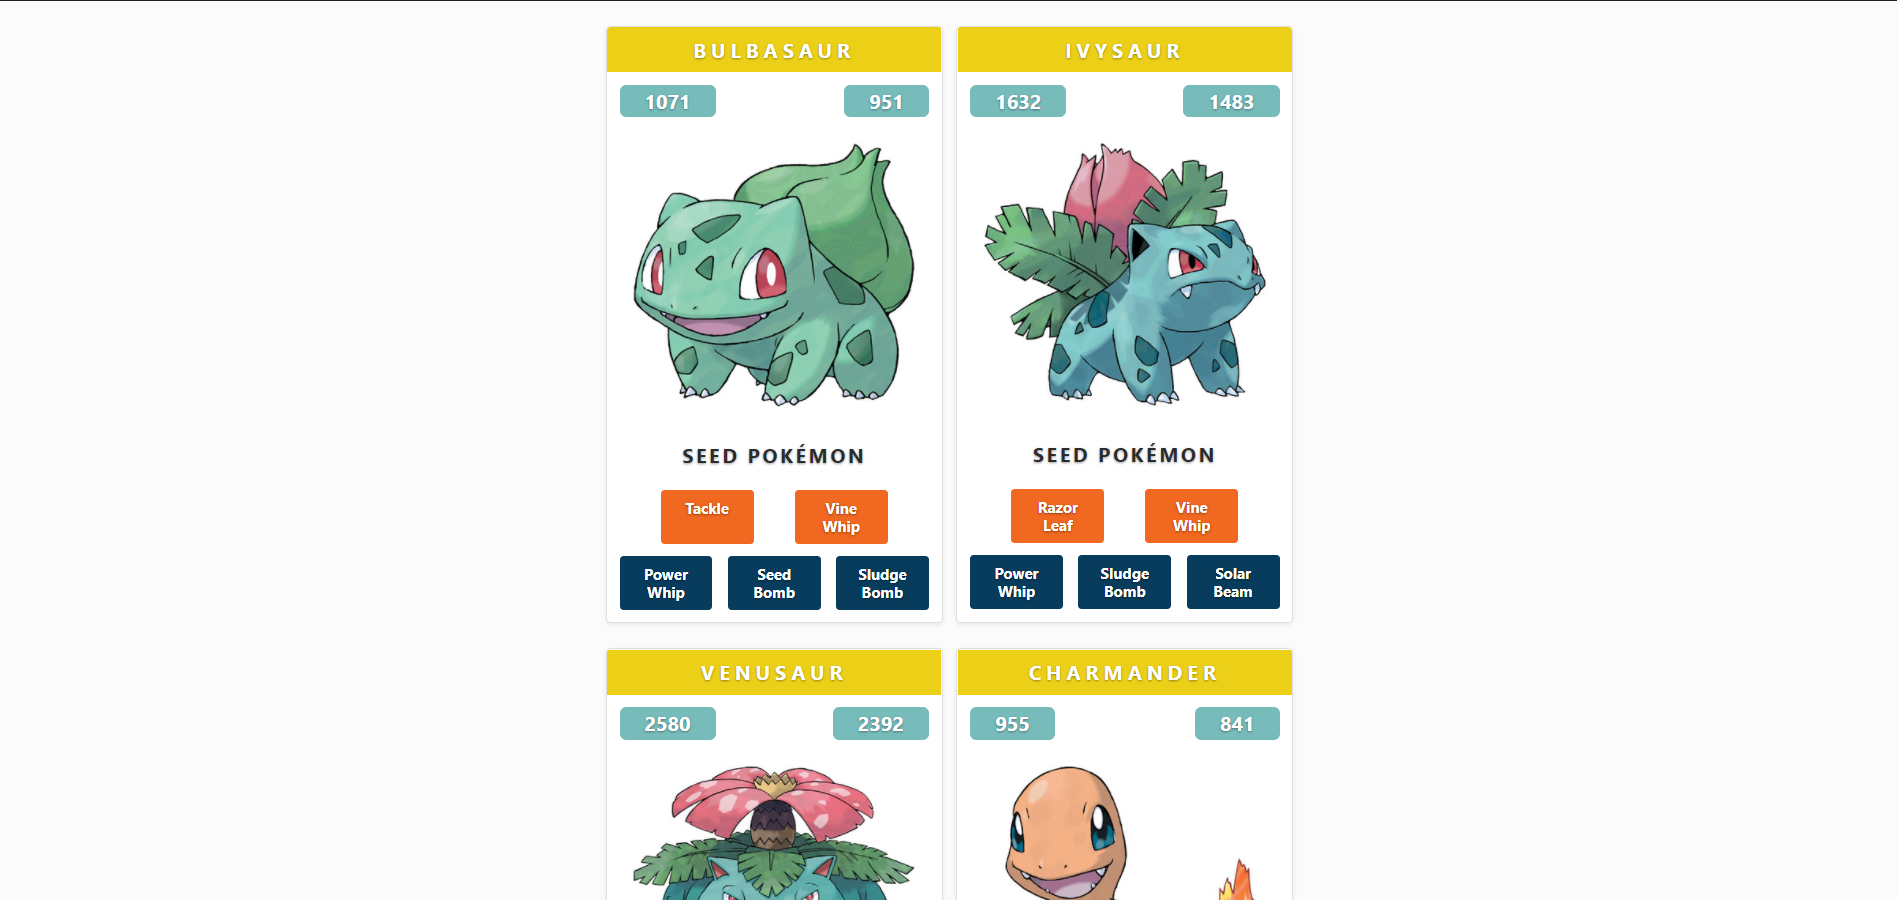 BULBASAUR
1071
951
SEED POKÉMON
Tackle
Vine
Whip
Power
Whip
Seed
Bomb
Sludge
Bomb
IVYSAUR
1632
1483
SEED POKÉMON
Razor
Leaf
Vine
Whip
Power
Whip
Sludge
Bomb
Solar
Beam
VENUSAUR
2580
2392
CHARMANDER
955
841